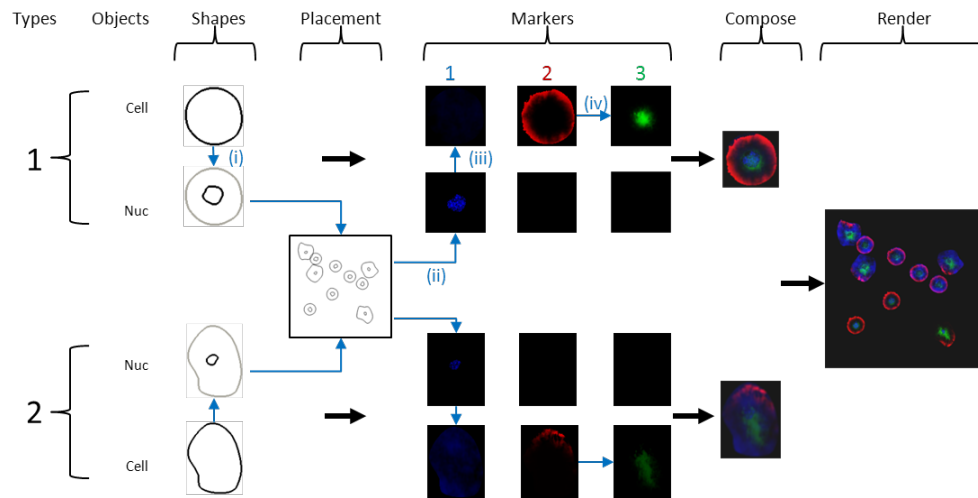 Types Objects Shapes Placement Markers Compose Render
1 2 3
Cell
(iv)
1
(i)
(iii)
Nuc
(ii)
Nuc
2
Cell